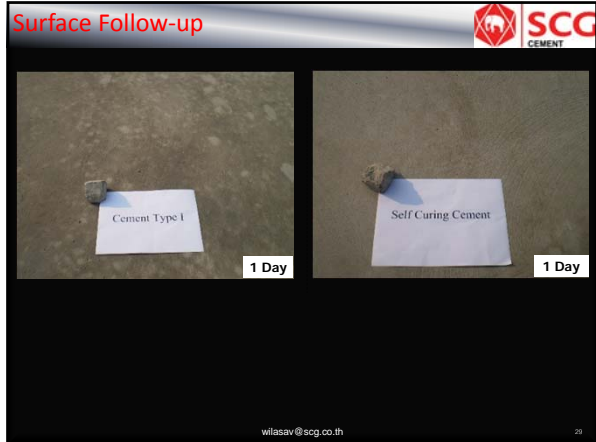 Surface Follow-up
SCG
CEMENT
Cement Type I
1 Day
Self Curing Cement
1 Day
wilasav@scg.co.th
29